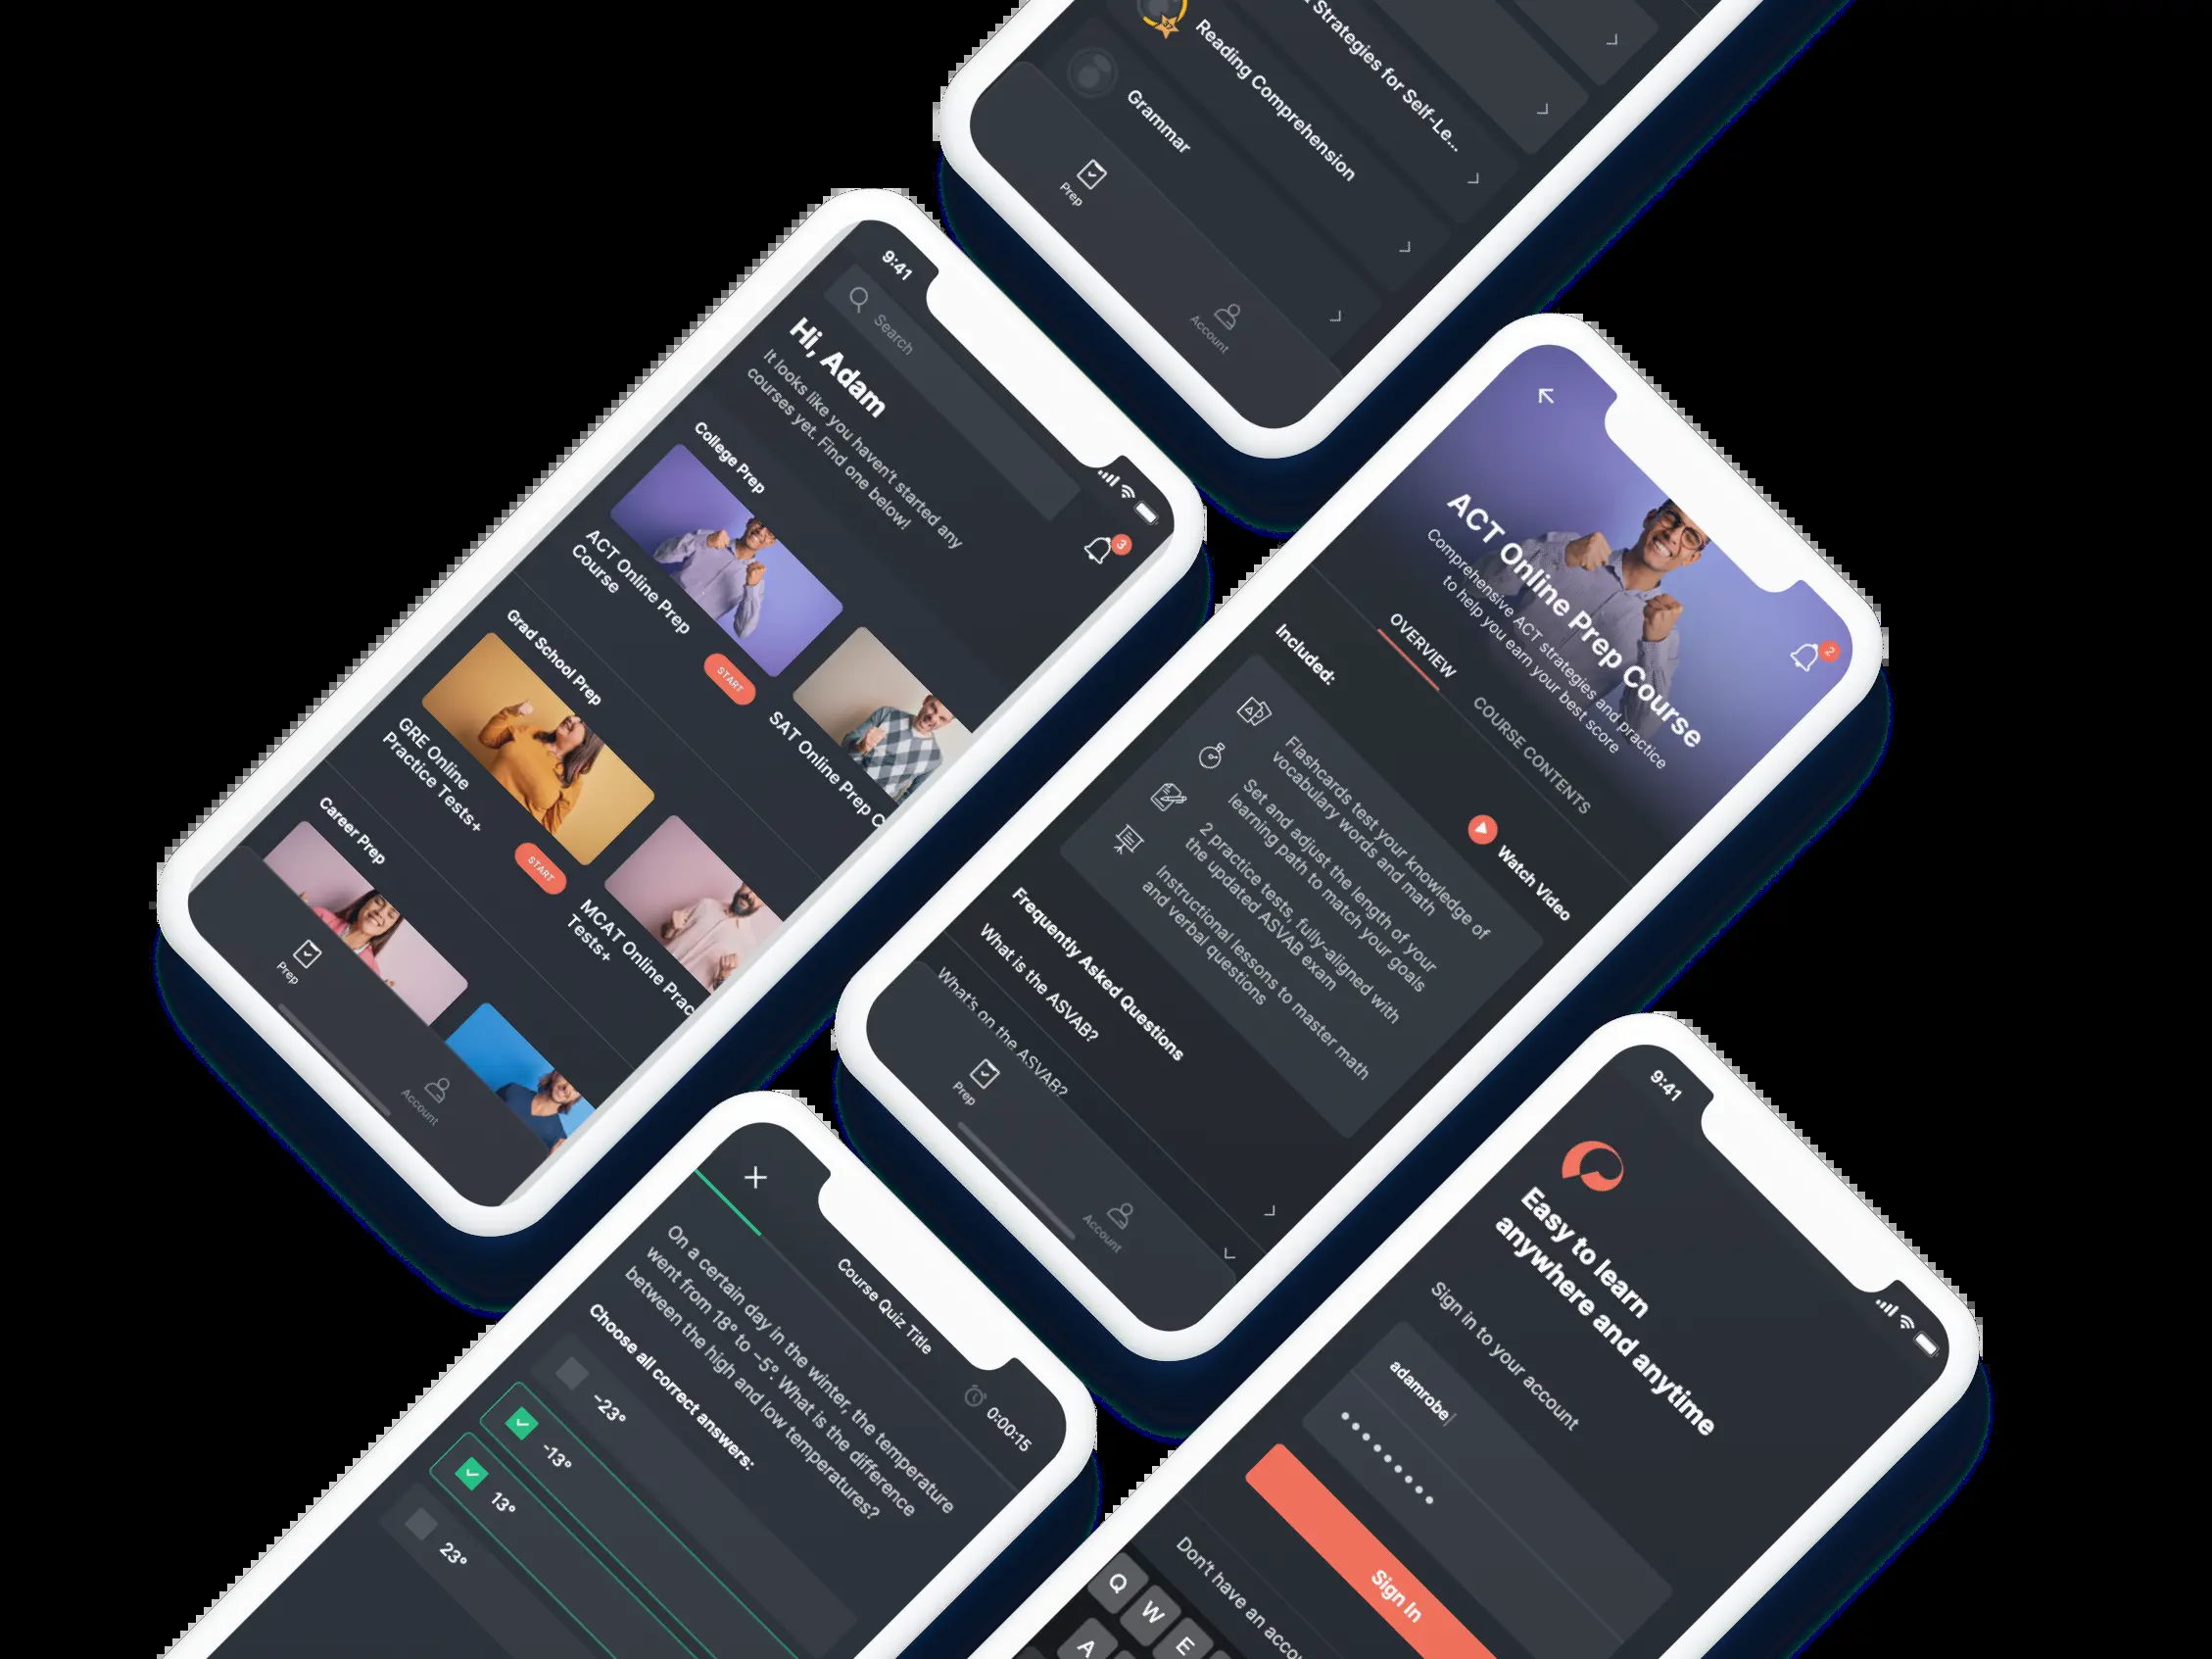 Strategies for Self-Le...
Reading Comprehension
Grammar
Prep
Account
9:41
Search
Hi, Adam
It looks like you haven't started any
courses yet. Find one below!
3
College Prep
ACT Online Prep
Course
START
SAT Online Prep C
Grad School Prep
GRE Online
Practice Tests+
START
MCAT Online Prac
Tests+
Career Prep
Prep
Account
2
ACT Online Prep Course
Comprehensive ACT strategies and practice
to help you earn your best score
OVERVIEW
COURSE CONTENTS
Watch Video
Included:
Flashcards test your knowledge of
vocabulary words and math
Set and adjust the length of your
learning path to match your goals
2 practice tests, fully-aligned with
the updated ASVAB exam
Instructional lessons to master math
and verbal questions
Frequently Asked Questions
What is the ASVAB?
What's on the ASVAB?
Prep
Account
Course Quiz Title
0:00:15
On a certain day in the winter, the temperature
went from 18° to -5°. What is the difference
between the high and low temperatures?
Choose all correct answers:
-23°
-13°
13°
23°
9:41
Easy to learn
anywhere and anytime
Sign in to your account
adamrobe
Sign In
Don't have an accou
Q W E
A